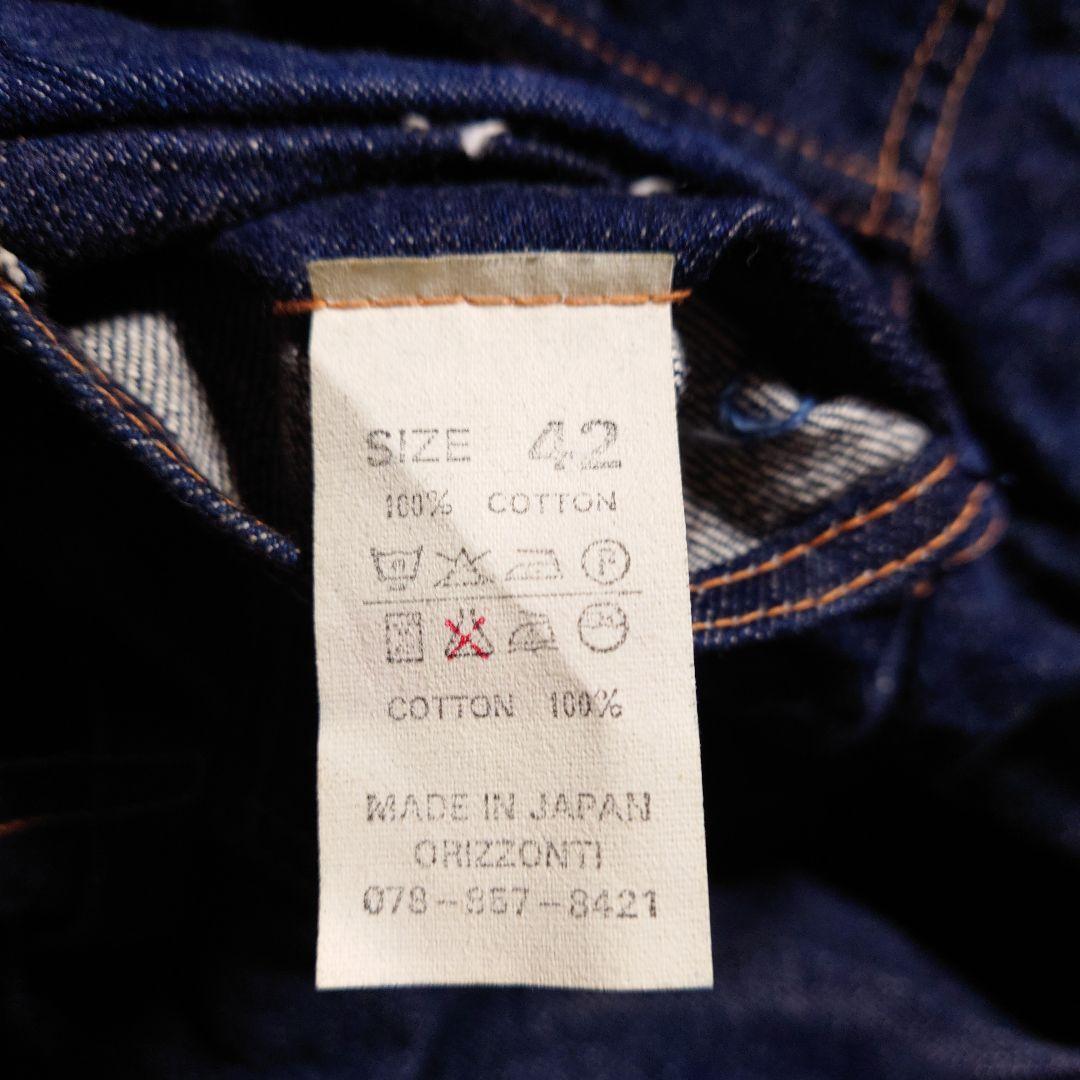 SIZE 42
100% COTTON
COTTON 100%
MADE IN JAPAN
ORIZZONTI
078-857-8421